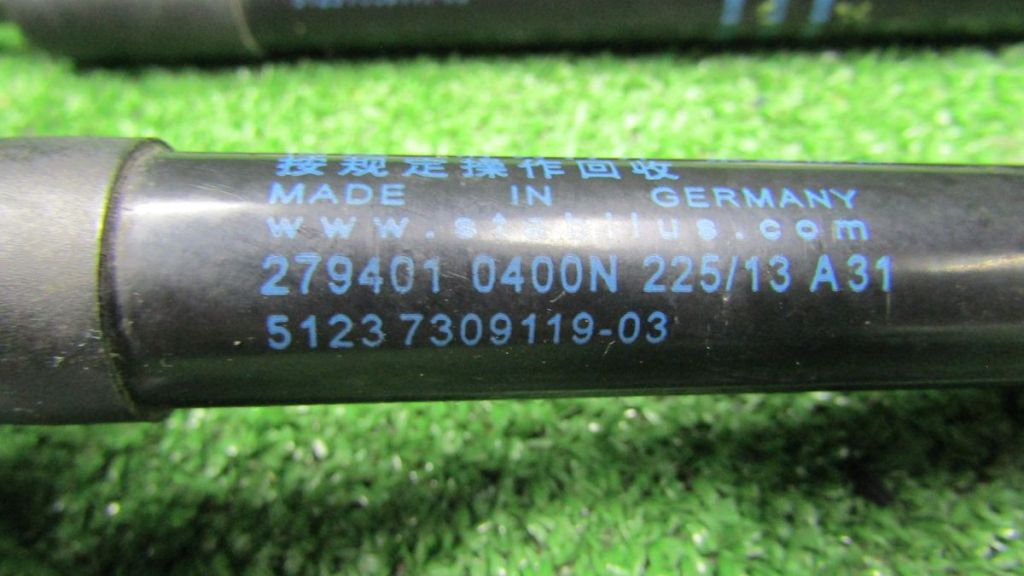 按规定操作回收
MADE IN GERMANY
www.stabilus.com
279401 0400N 225/13 A31
5123 7309119-03